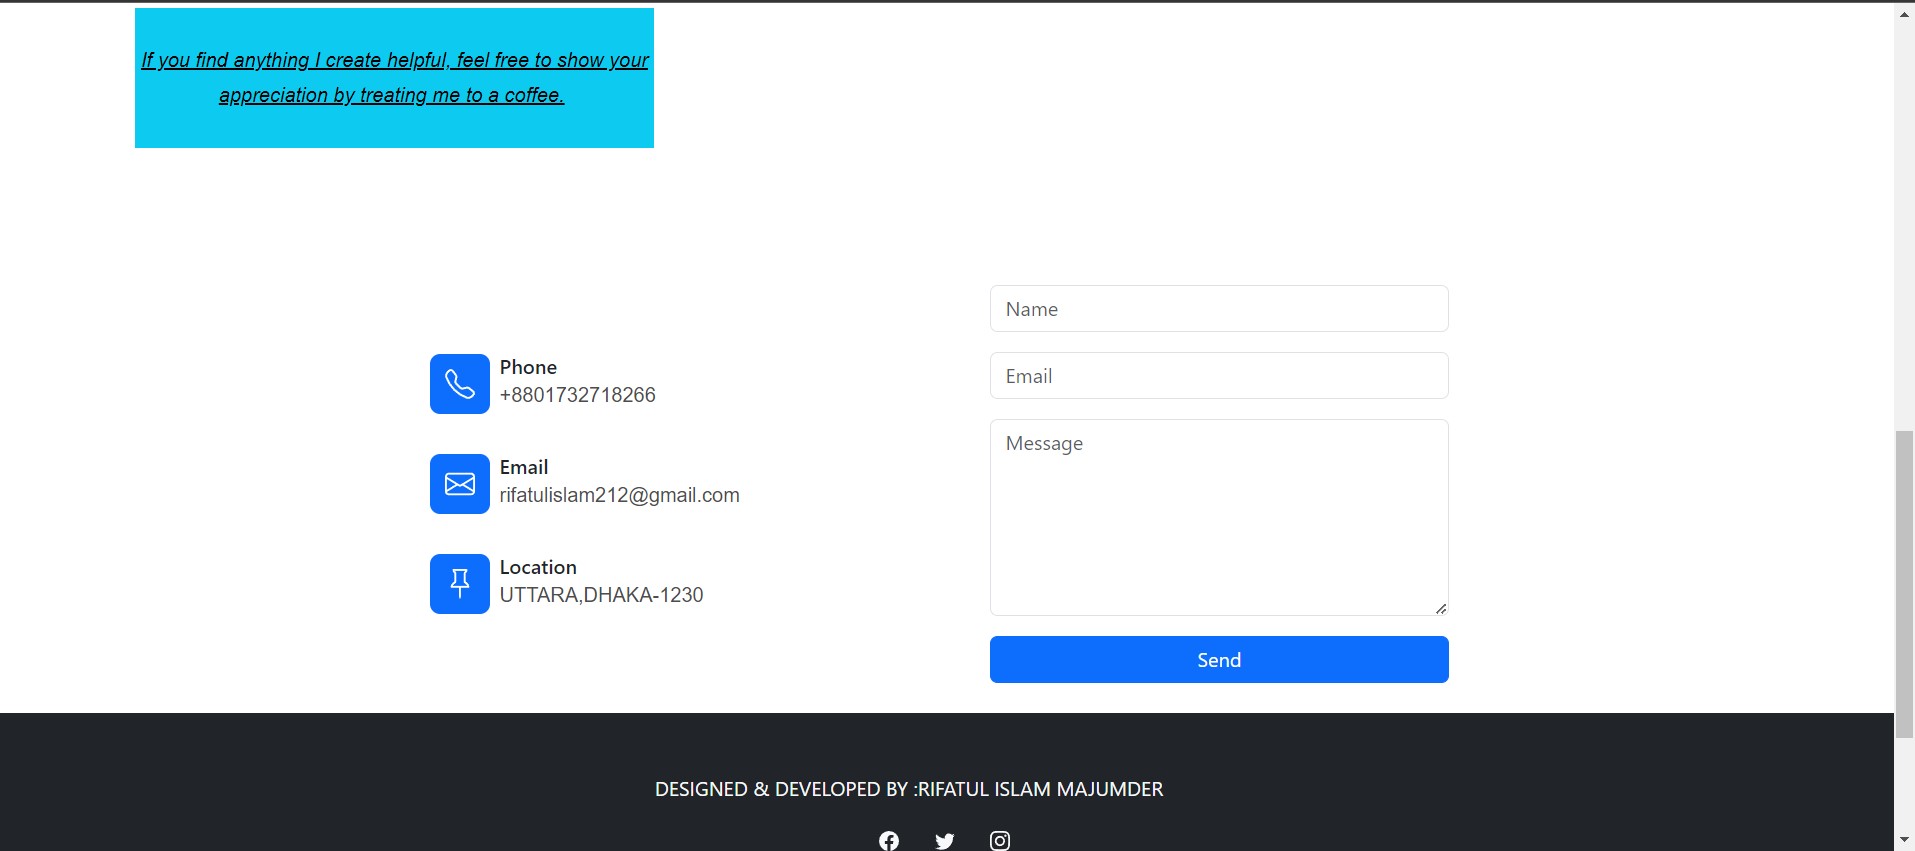 If you find anything I create helpful, feel free to show your
appreciation by treating me to a coffee.
Phone
+8801732718266
Email
rifatulislam212@gmail.com
Location
UTTARA,DHAKA-1230
Name
Email
Message
Send
DESIGNED & DEVELOPED BY :RIFATUL ISLAM MAJUMDER